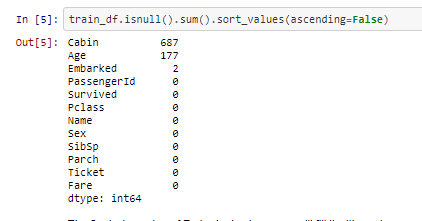 In [5]: train_df.isnull().sum().sort_values(ascending=False)
Out[5]: Cabin 687
Age 177
Embarked 2
PassengerId 0
Survived 0
Pclass 0
Name 0
Sex 0
SibSp 0
Parch 0
Ticket 0
Fare 0
dtype: int64